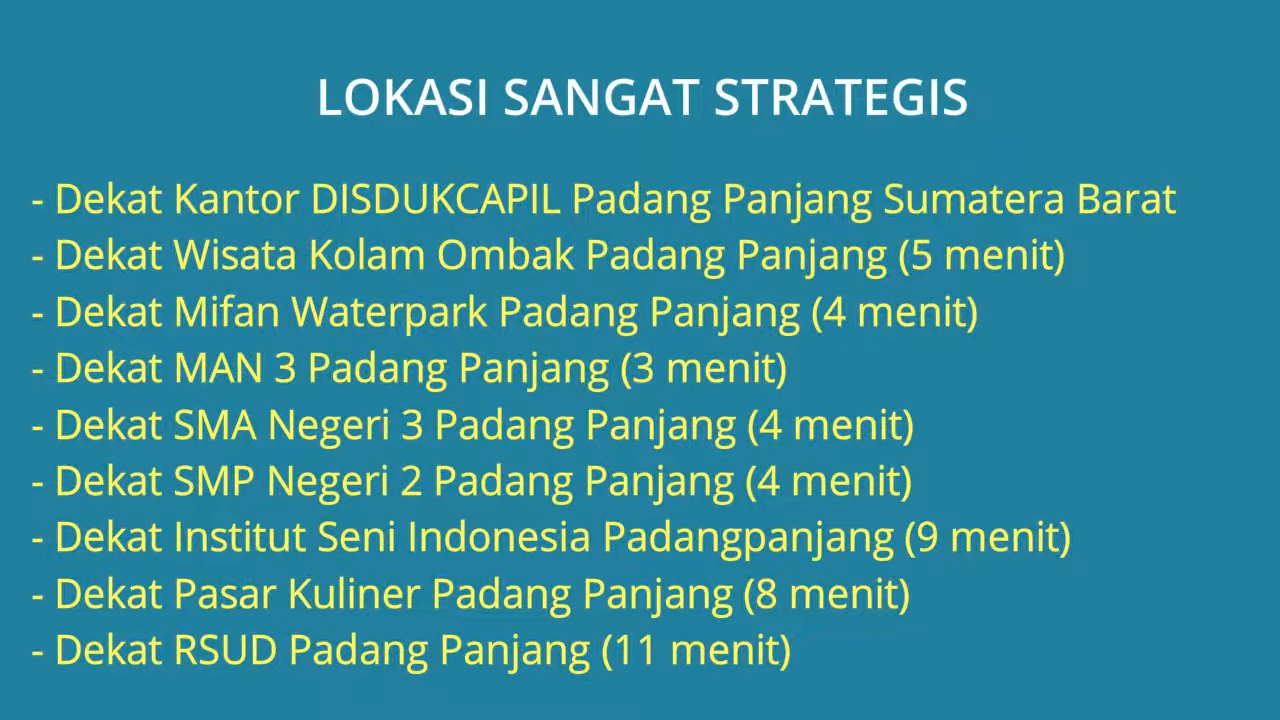 LOKASI SANGAT STRATEGIS
- Dekat Kantor DISDUKCAPIL Padang Panjang Sumatera Barat
- Dekat Wisata Kolam Ombak Padang Panjang (5 menit)
- Dekat Mifan Waterpark Padang Panjang (4 menit)
- Dekat MAN 3 Padang Panjang (3 menit)
- Dekat SMA Negeri 3 Padang Panjang (4 menit)
- Dekat SMP Negeri 2 Padang Panjang (4 menit)
- Dekat Institut Seni Indonesia Padangpanjang (9 menit)
- Dekat Pasar Kuliner Padang Panjang (8 menit)
- Dekat RSUD Padang Panjang (11 menit)